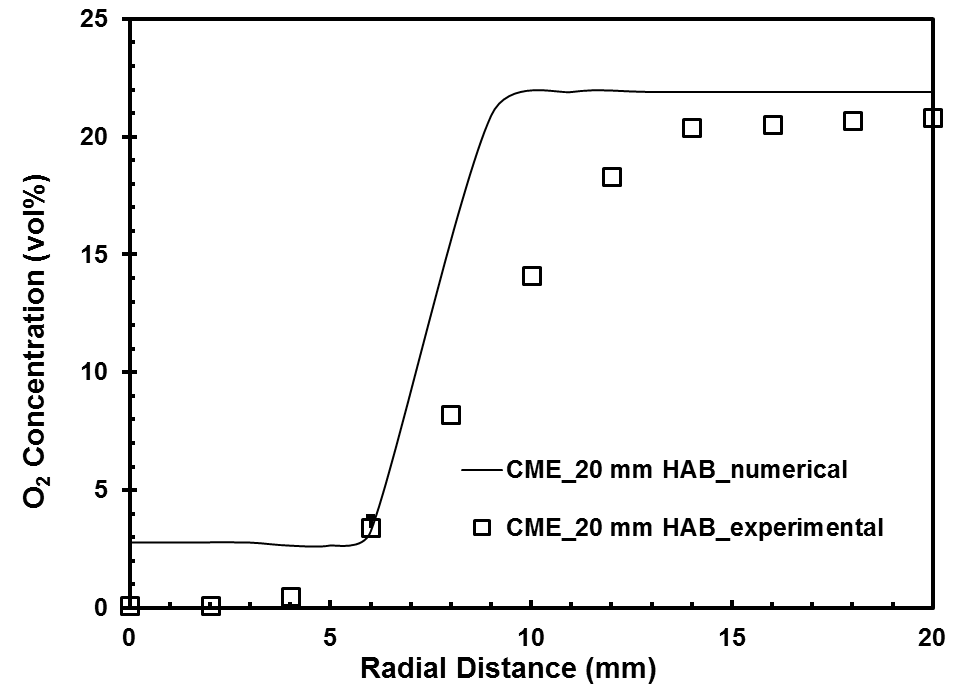 25
20
15
10
5
0
O₂ Concentration (vol%)
CME_20 mm HAB_numerical
CME_20 mm HAB_experimental
0 5 10 15 20
Radial Distance (mm)